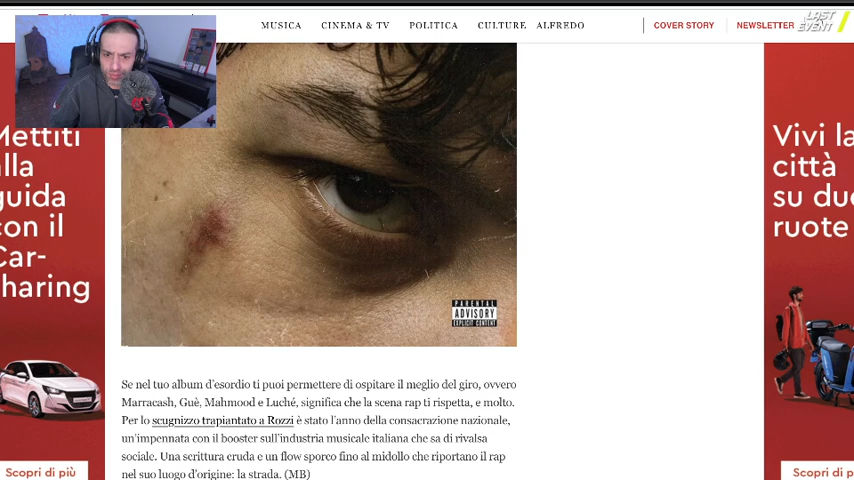 MUSICA CINEMA & TV POLITICA CULTURE ALFREDO COVER STORY NEWSLETTER
LAST EVENT
Mettiti
alla
guida
con il
Car-
haring
Scopri di più
PARENTAL
ADVISORY
EXPLICIT CONTENT
Se nel tuo album d'esordio ti puoi permettere di ospitare il meglio del giro, ovvero
Marracash, Guè, Mahmood e Luché, significa che la scena rap ti rispetta, e molto.
Per lo scugnizzo trapiantato a Rozzi è stato l'anno della consacrazione nazionale,
un'impennata con il booster sull'industria musicale italiana che sa di rivalsa
sociale. Una scrittura cruda e un flow sporco fino al midollo che riportano il rap
nel suo luogo d'origine: la strada. (MB)
Vivi la
città
su due
ruote
Scopri di p